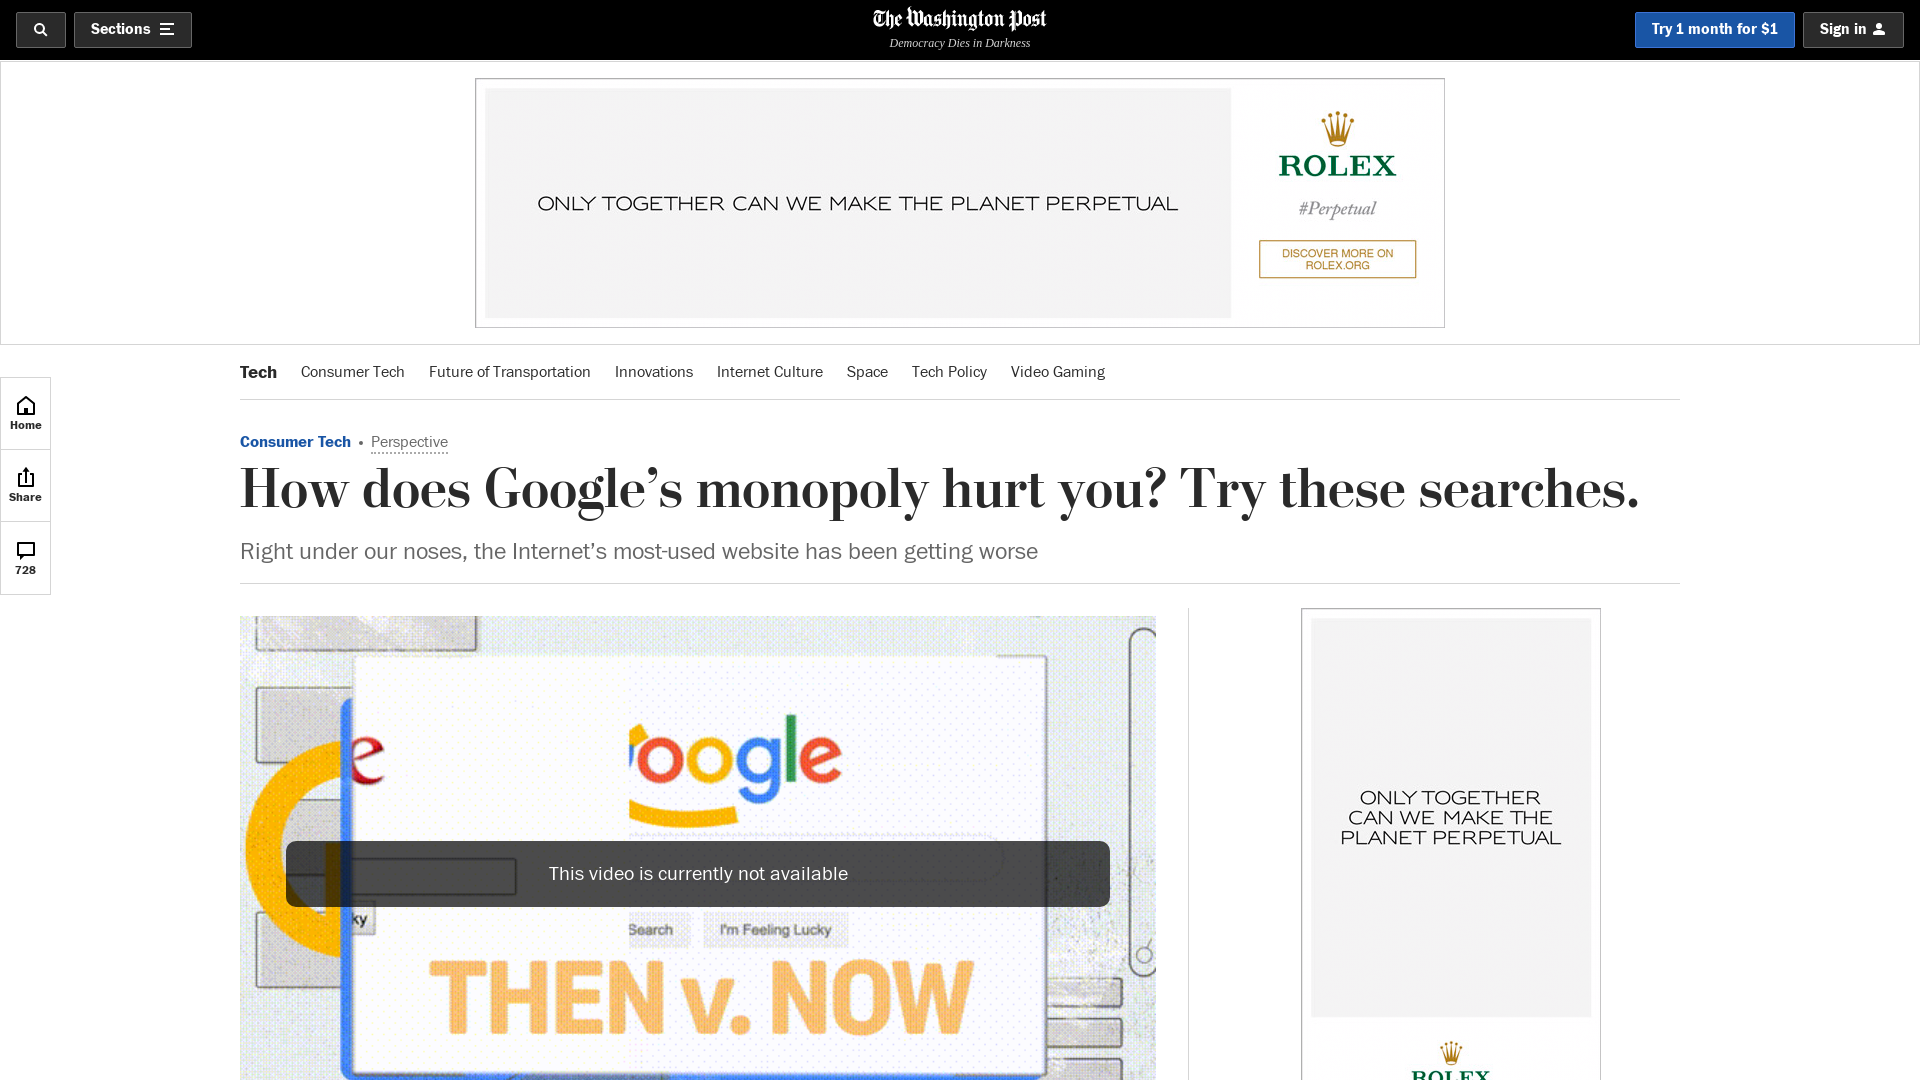 Sections
The Washington Post
Democracy Dies in Darkness
Try 1 month for $1
Sign in
ONLY TOGETHER CAN WE MAKE THE PLANET PERPETUAL
ROLEX
#Perpetual
DISCOVER MORE ON
ROLEX.ORG
Tech
Consumer Tech
Future of Transportation
Innovations
Internet Culture
Space
Tech Policy
Video Gaming
Home
Share
728
Consumer Tech • Perspective
How does Google’s monopoly hurt you? Try these searches.
Right under our noses, the Internet’s most-used website has been getting worse
e
oogle
This video is currently not available
ky
Search
I'm Feeling Lucky
THEN v. NOW
ONLY TOGETHER
CAN WE MAKE THE
PLANET PERPETUAL
ROLEX